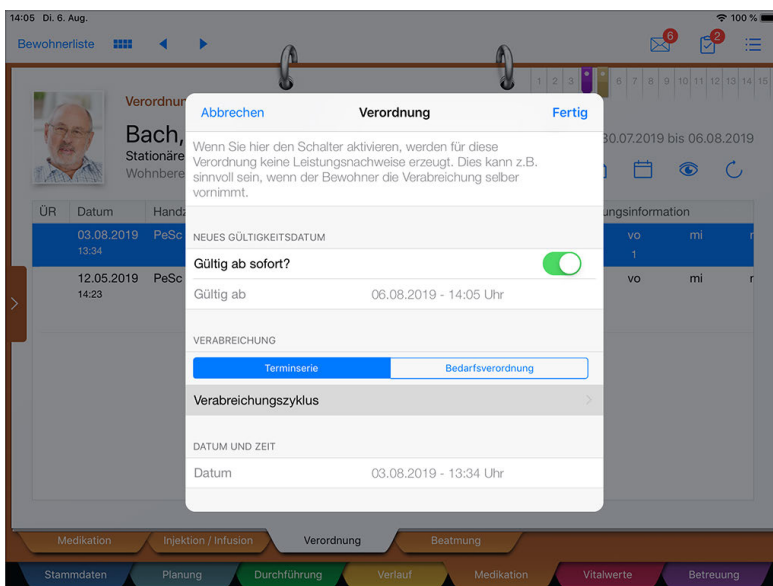 14:05 Di. 6. Aug. 100 %
Bewohnerliste 6 2
1 2 3 6 7 8 9 10 11 12 13 14 15
Verordnun
Bach,
Stationäre
Wohnbere
30.07.2019 bis 06.08.2019
Abbrechen Verordnung Fertig
Wenn Sie hier den Schalter aktivieren, werden für diese
Verordnung keine Leistungsnachweise erzeugt. Dies kann z.B.
sinnvoll sein, wenn der Bewohner die Verabreichung selber
vornimmt.
ÜR Datum Handz ungsinformation
03.08.2019 PeSc vo mi
13:34 1
12.05.2019 PeSc vo mi
14:23
NEUES GÜLTIGKEITSDATUM
Gültig ab sofort?
Gültig ab 06.08.2019 - 14:05 Uhr
VERABREICHUNG
Terminserie Bedarfsverordnung
Verabreichungszyklus
DATUM UND ZEIT
Datum 03.08.2019 - 13:34 Uhr
Medikation Injektion / Infusion Verordnung Beatmung
Stammdaten Planung Durchführung Verlauf Medikation Vitalwerte Betreuung